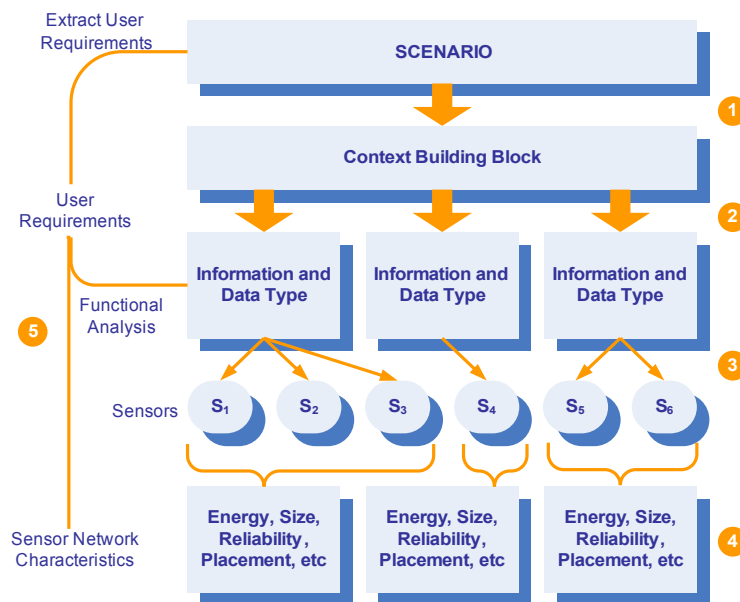 Extract User
Requirements
SCENARIO
1
Context Building Block
User
Requirements
2
Information and
Data Type
Information and
Data Type
Information and
Data Type
Functional
Analysis
5
3
Sensors
S1
S2
S3
S4
S5
S6
Energy, Size,
Reliability,
Placement, etc
Energy, Size,
Reliability,
Placement, etc
Energy, Size,
Reliability,
Placement, etc
Sensor Network
Characteristics
4